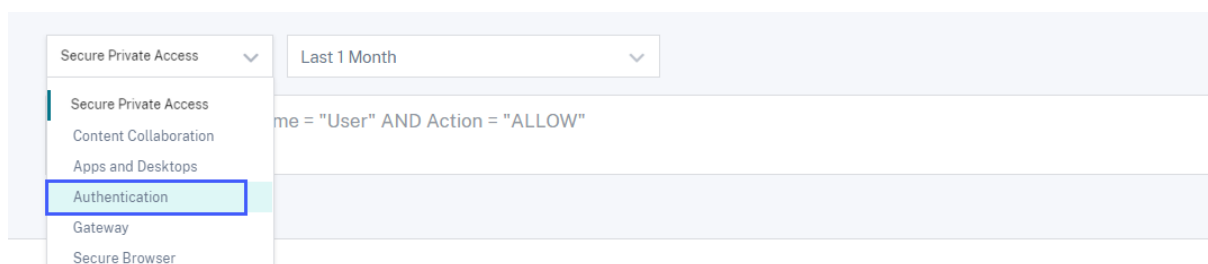 Secure Private Access
Last 1 Month
Secure Private Access
me = "User" AND Action = "ALLOW"
Content Collaboration
Apps and Desktops
Authentication
Gateway
Secure Browser